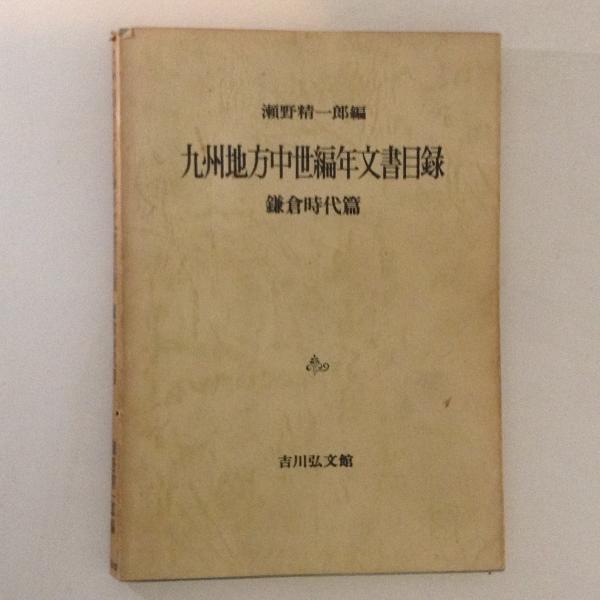 瀬野精一郎編
九州地方中世編年文書目録
鎌倉時代篇
吉川弘文館